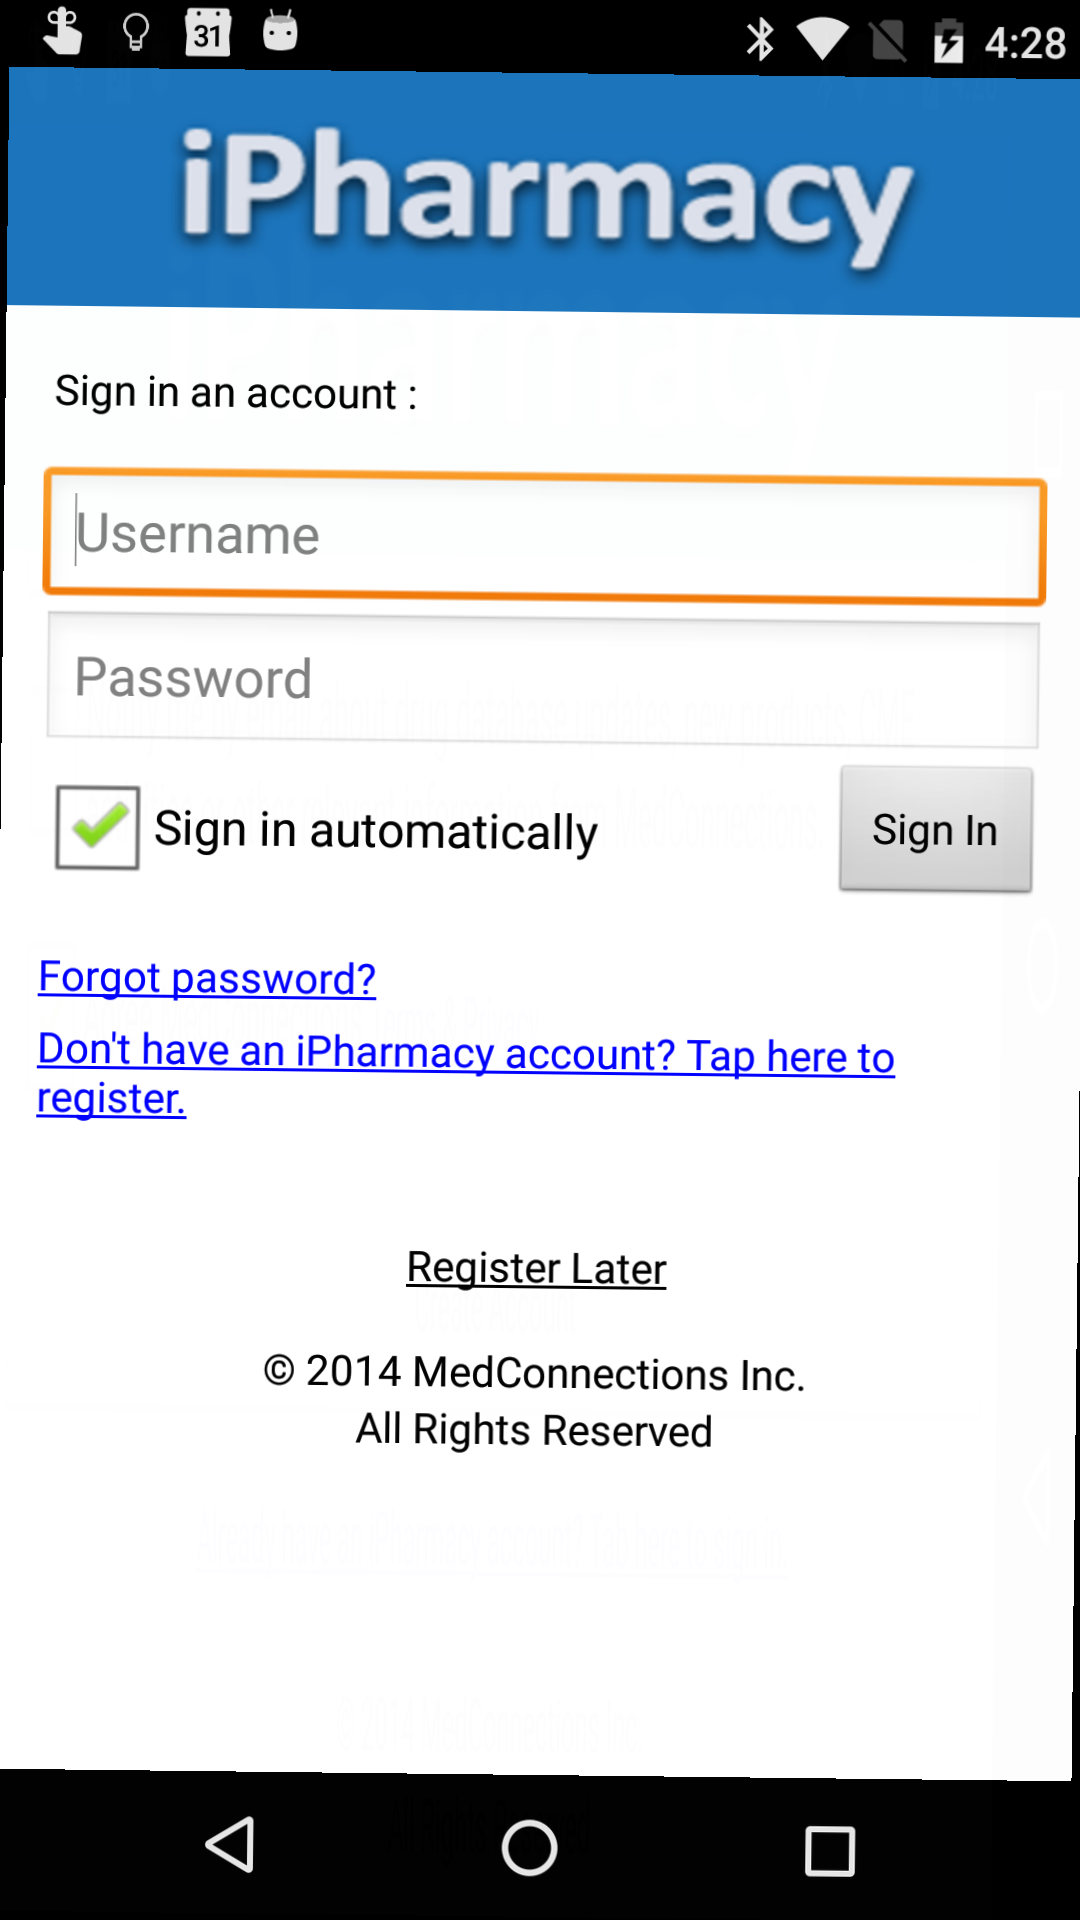 31
4:28
iPharmacy
Sign in an account :
Username
Password
Sign in automatically
Sign In
Forgot password?
Don't have an iPharmacy account? Tap here to
register.
Register Later
© 2014 MedConnections Inc.
All Rights Reserved